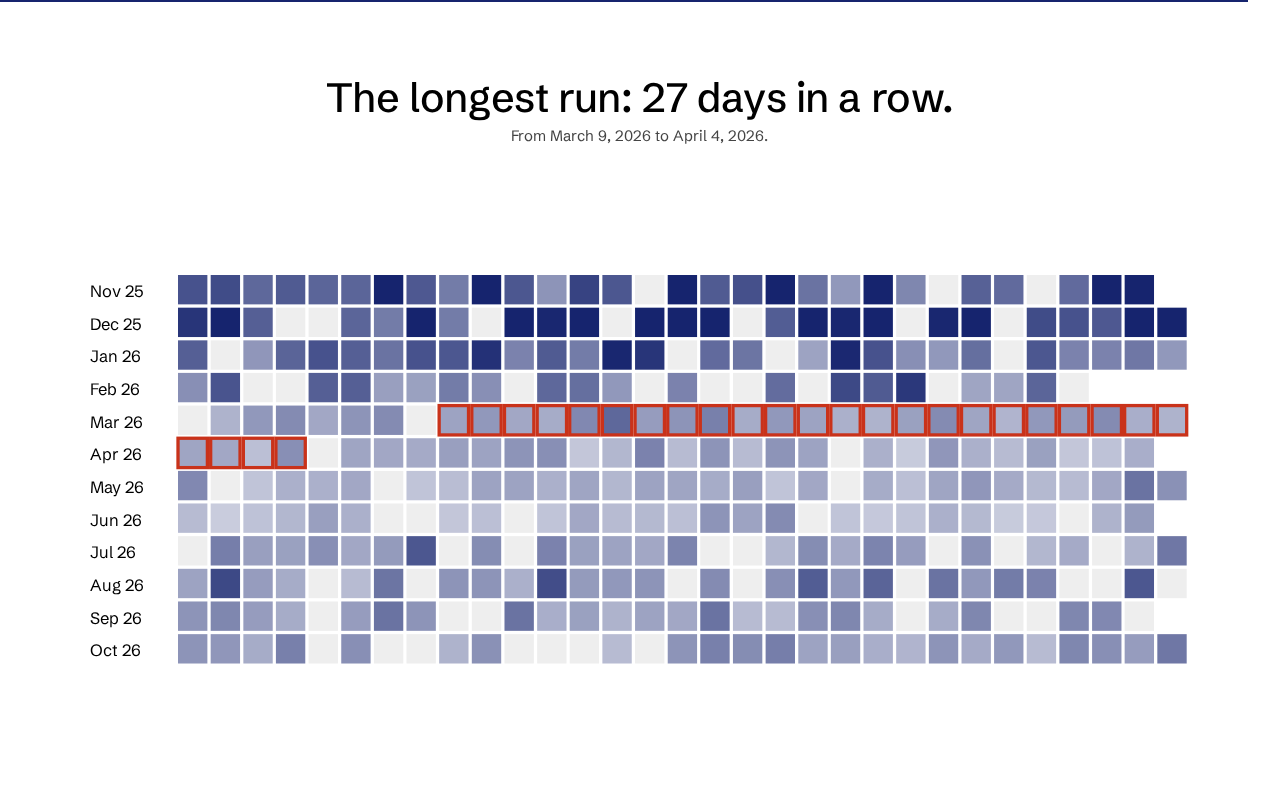 The longest run: 27 days in a row.
From March 9, 2026 to April 4, 2026.
Nov 25
Dec 25
Jan 26
Feb 26
Mar 26
Apr 26
May 26
Jun 26
Jul 26
Aug 26
Sep 26
Oct 26